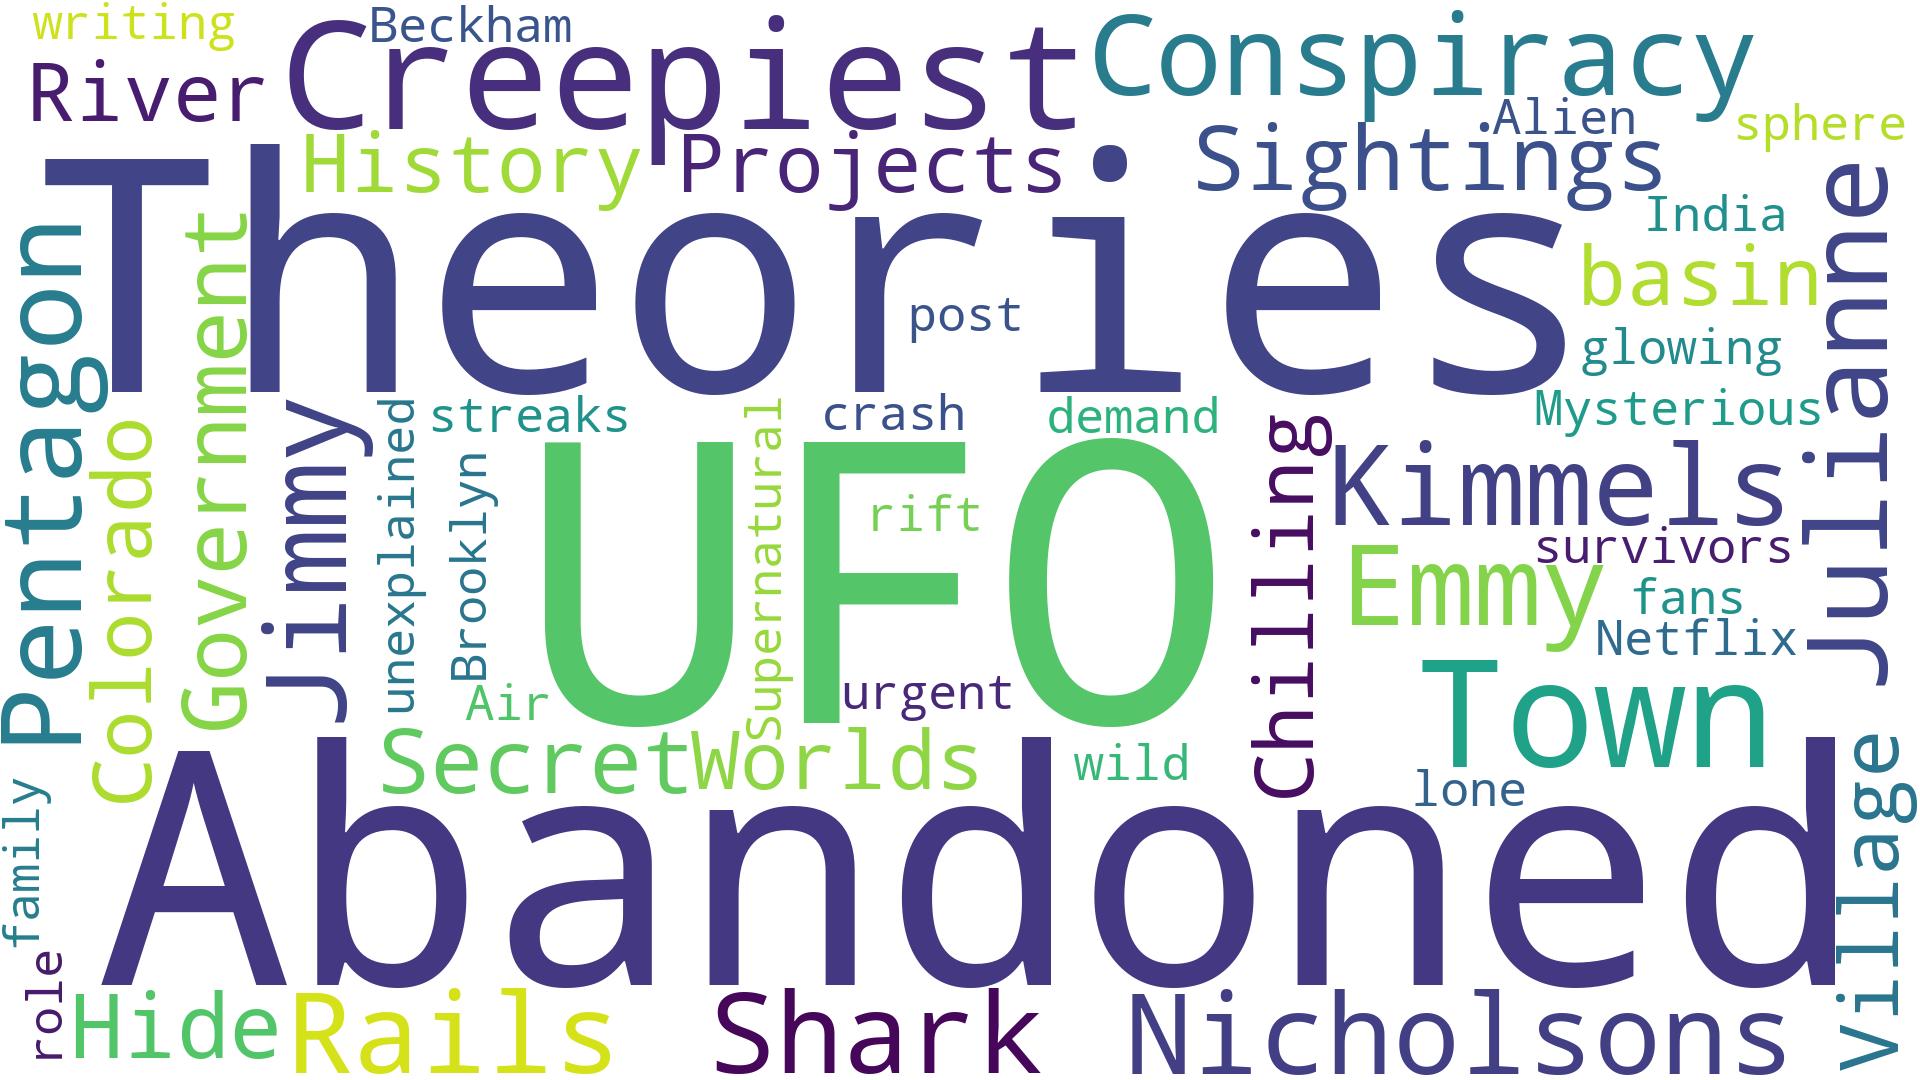 writing
Beckham
Creepiest
Conspiracy
River
Alien
sphere
History
Projects
Sightings
Theories
India
basin
Julianne
Pentagon
Government
post
glowing
Mysterious
streaks
crash
demand
Colorado
Jimmy
unexplained
Brooklyn
Supernatural
UFO
rift
Chilling
Kimmels
survivors
Emmy
fans
Netflix
Air
urgent
Town
Secret
Worlds
wild
lone
village
family
Abandoned
role
Hide
Rails
Shark
Nicholsons